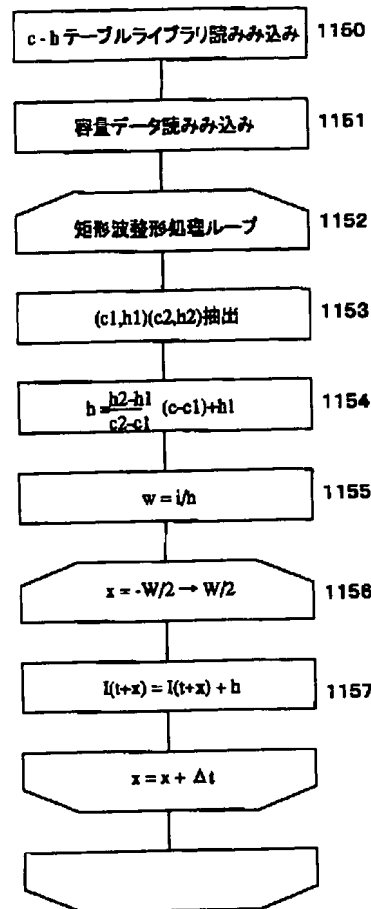 c - h テーブルライブラリ読みみ込み 1150
容量データ読みみ込み 1151
矩形波整形処理ループ 1152
(c1,h1)(c2,h2)抽出 1153
h = h2-h1 / c2-c1 (c-c1)+h1 1154
w = i/h 1155
x = -W/2 → W/2 1156
I(t+x) = I(t+x) + h 1157
x = x + Δt